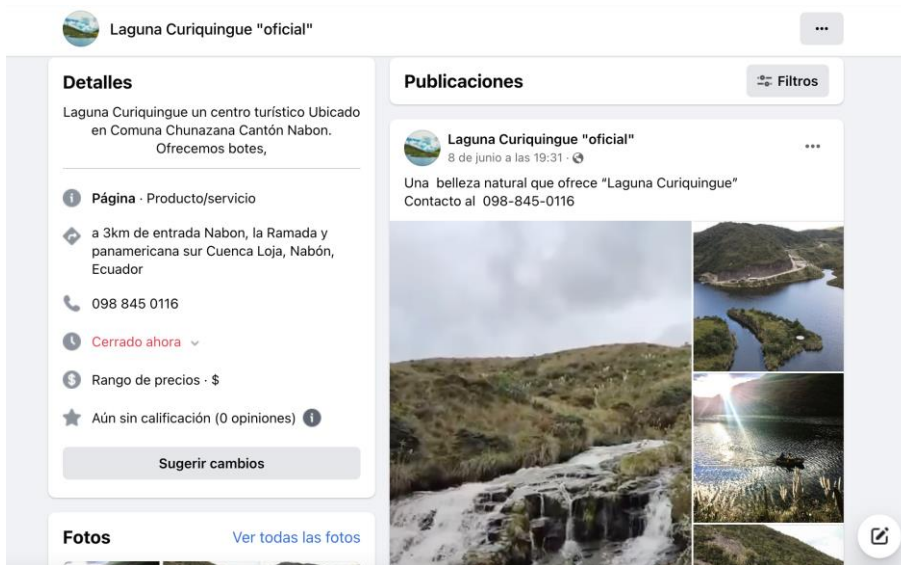 Laguna Curiquingue "oficial"
Detalles
Laguna Curiquingue un centro turístico Ubicado
en Comuna Chunazana Cantón Nabon.
Ofrecemos botes,
Página · Producto/servicio
a 3km de entrada Nabon, la Ramada y
panamericana sur Cuenca Loja, Nabón,
Ecuador
098 845 0116
Cerrado ahora
Rango de precios · $
Aún sin calificación (0 opiniones)
Sugerir cambios
Fotos
Ver todas las fotos
Publicaciones
Filtros
Laguna Curiquingue "oficial"
8 de junio a las 19:31 ·
Una belleza natural que ofrece “Laguna Curiquingue”
Contacto al 098-845-0116